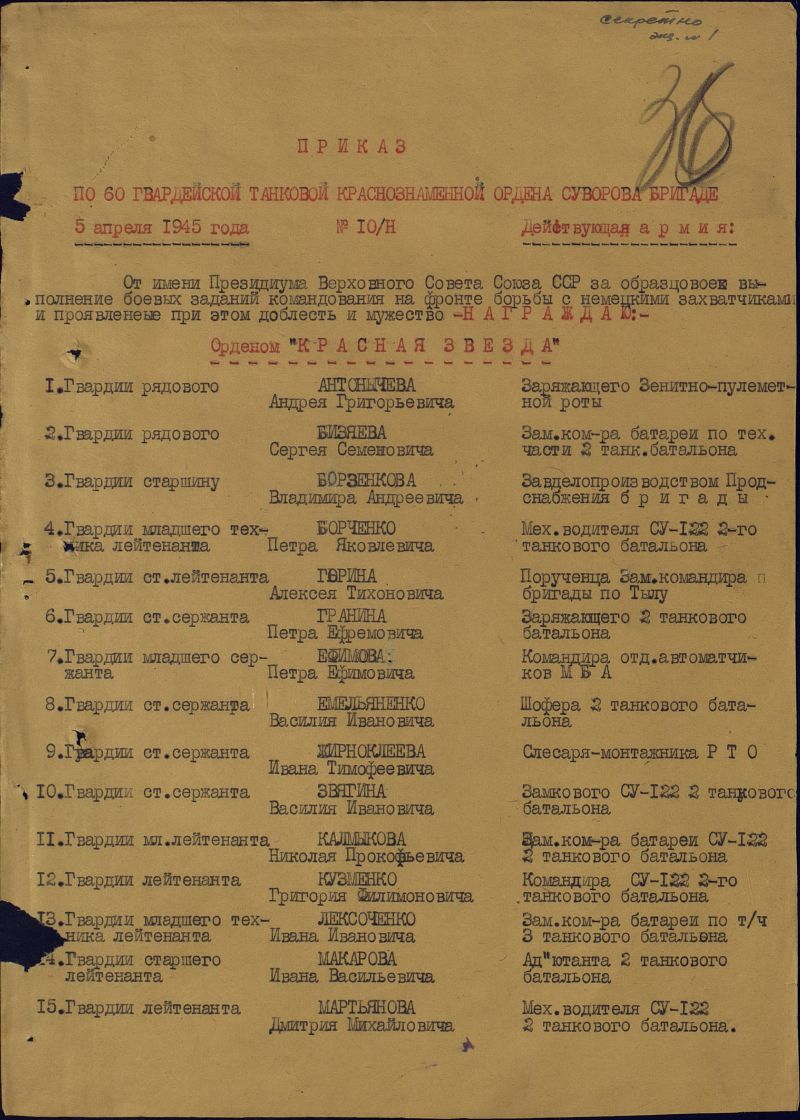 секретно
экз. № 1
36
ПРИКАЗ
ПО 60 ГВАРДЕЙСКОЙ ТАНКОВОЙ КРАСНОЗНАМЕННОЙ ОРДЕНА СУВОРОВА БРИГАДЕ
5 апреля 1945 года № 10/Н Действующая армия:
От имени Президиума Верховного Совета Союза ССР за образцовоев вы-
полнение боевых заданий командования на фронте борьбы с немецкими захватчиками
и проявленеые при этом доблесть и мужество -НАГРАЖДАЮ:-
Орденом "КРАСНАЯ ЗВЕЗДА"
1.Гвардии рядового АНТОНЫЧЕВА Заряжающего Зенитно-пулемет-
Андрея Григорьевича ной роты
2.Гвардии рядового БИЗЯЕВА Зам.ком-ра батареи по тех.
Сергея Семеновича части 2 танк.батальона
3.Гвардии старшину БОРЗЕНКОВА Завделопроизводством Прод-
Владимира Андреевича снабжения бригады
4.Гвардии младшего тех- БОРЧЕНКО Мех.водителя СУ-122 2-го
ника лейтенанта Петра Яковлевича танкового батальона
5.Гвардии ст.лейтенанта ГОРИНА Порученца Зам.командира
Алексея Тихоновича бригады по Тылу
6.Гвардии ст.сержанта ГРАНИНА Заряжающего 2 танкового
Петра Ефремовича батальона
7.Гвардии младшего сер- ЕФИМОВА: Командира отд.автоматчи-
жанта Петра Ефимовича ков МБА
8.Гвардии ст.сержанта ЕМЕЛЬЯНЕНКО Шофера 2 танкового бата-
Василия Ивановича льона
9.Гвардии ст.сержанта ЖИРНОКЛЕЕВА Слесаря-монтажника РТО
Ивана Тимофеевича
10.Гвардии ст.сержанта ЗВЯГИНА Замкового СУ-122 2 танкового
Василия Ивановича батальона
11.Гвардии мл.лейтенанта КАЛМЫКОВА Зам.ком-ра батареи СУ-122
Николая Прокофьевича 2 танкового батальона
12.Гвардии лейтенанта КУЗМЕНКО Командира СУ-122 2-го
Григория Филимоновича танкового батальона
13.Гвардии младшего тех- ЛЕКСОЧЕНКО Зам.ком-ра батареи по т/ч
ника лейтенанта Ивана Ивановича 3 танкового батальона
14.Гвардии старшего МАКАРОВА Ад"ютанта 2 танкового
лейтенанта Ивана Васильевича батальона
15.Гвардии лейтенанта МАРТЬЯНОВА Мех.водителя СУ-122
Дмитрия Михайловича 2 танкового батальона.